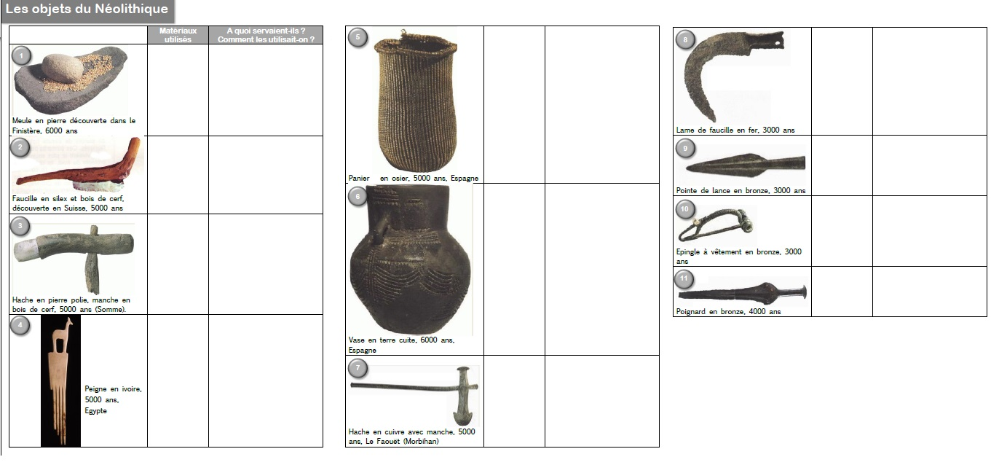 Les objets du Néolithique
Matériaux
utilisés
A quoi servaient-ils ?
Comment les utilisait-on ?
1
Meule en pierre découverte dans le
Finistère, 6000 ans
2
Faucille en silex et bois de cerf,
découverte en Suisse, 5000 ans
3
Hache en pierre polie, manche en
bois de cerf, 5000 ans (Somme).
4
Peigne en ivoire,
5000 ans,
Egypte
5
Panier en osier, 5000 ans, Espagne
6
Vase en terre cuite, 6000 ans,
Espagne
7
Hache en cuivre avec manche, 5000
ans, Le Faouët (Morbihan)
8
Lame de faucille en fer, 3000 ans
9
Pointe de lance en bronze, 3000 ans
10
Epingle à vêtement en bronze, 3000
ans
11
Poignard en bronze, 4000 ans